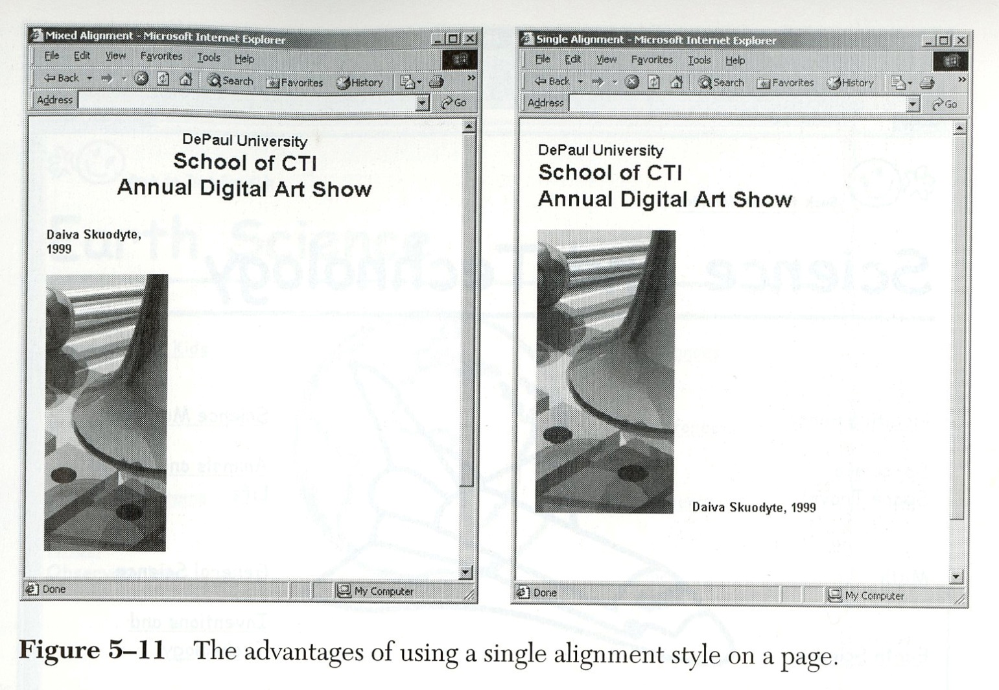 Mixed Alignment - Microsoft Internet Explorer
File Edit View Favorites Tools Help
Back Search Favorites History »
Address Go
DePaul University
School of CTI
Annual Digital Art Show
Daiva Skuodyte,
1999
Done My Computer
Single Alignment - Microsoft Internet Explorer
File Edit View Favorites Tools Help
Back Search Favorites History »
Address Go
DePaul University
School of CTI
Annual Digital Art Show
Daiva Skuodyte, 1999
Done My Computer
Figure 5–11 The advantages of using a single alignment style on a page.